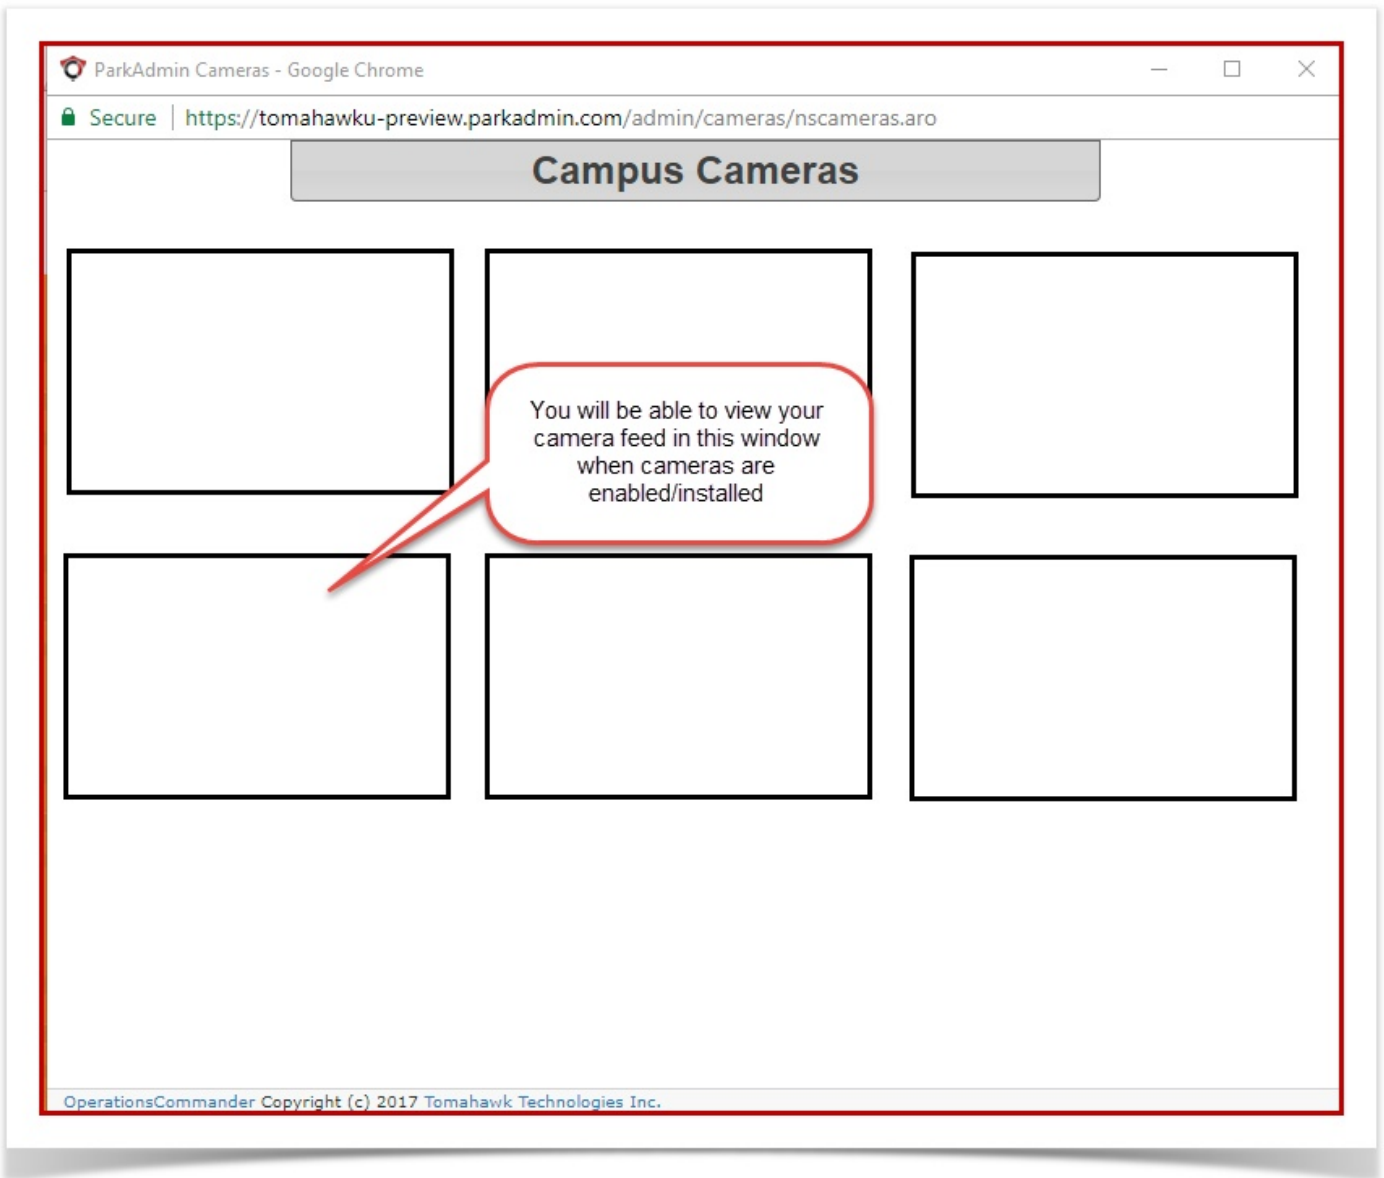 ParkAdmin Cameras - Google Chrome
Secure | https://tomahawku-preview.parkadmin.com/admin/cameras/nscameras.aro
Campus Cameras
You will be able to view your
camera feed in this window
when cameras are
enabled/installed
OperationsCommander Copyright (c) 2017 Tomahawk Technologies Inc.